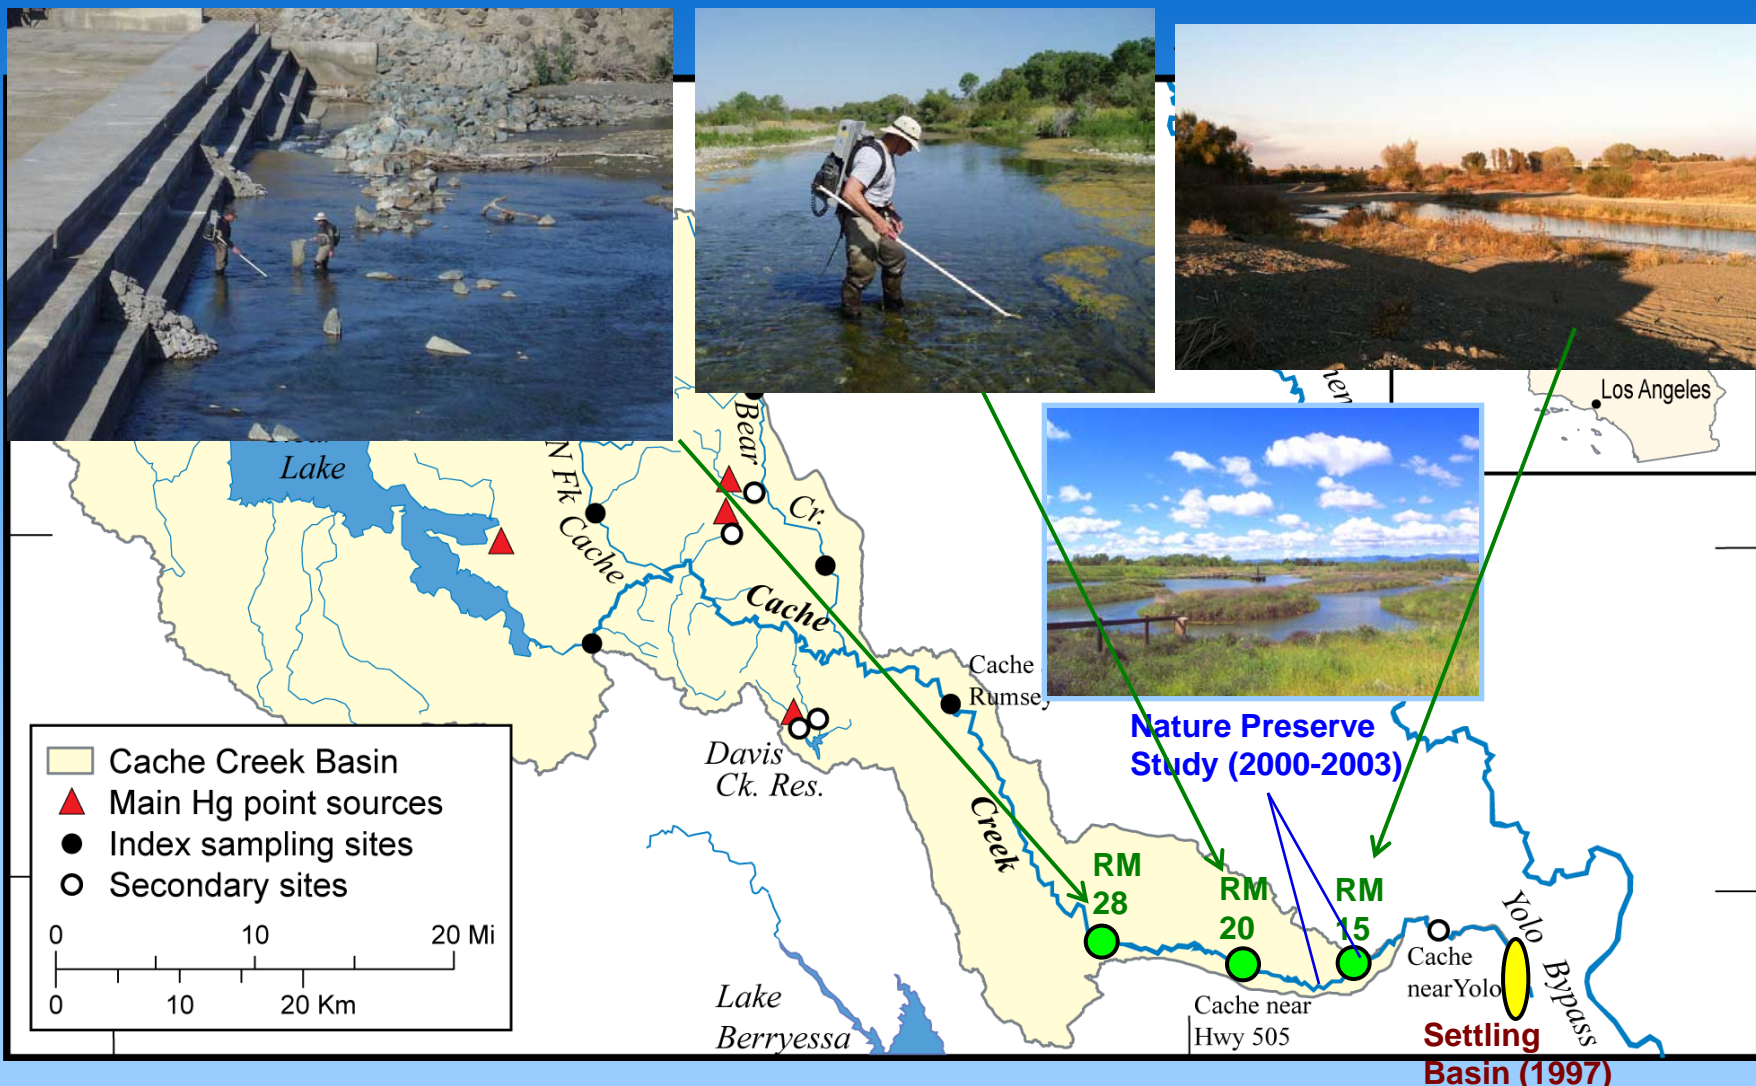 Los Angeles
Lake
Bear
Cr.
N Fk
Cache
Cache
Creek
Cache
Rumsey
Nature Preserve
Study (2000-2003)
Davis
Ck. Res.
Cache Creek Basin
Main Hg point sources
Index sampling sites
Secondary sites
0 10 20 Mi
0 10 20 Km
RM
28
RM
20
RM
15
Yolo Bypass
Cache
nearYolo
Cache near
Hwy 505
Lake
Berryessa
Settling
Basin (1997)